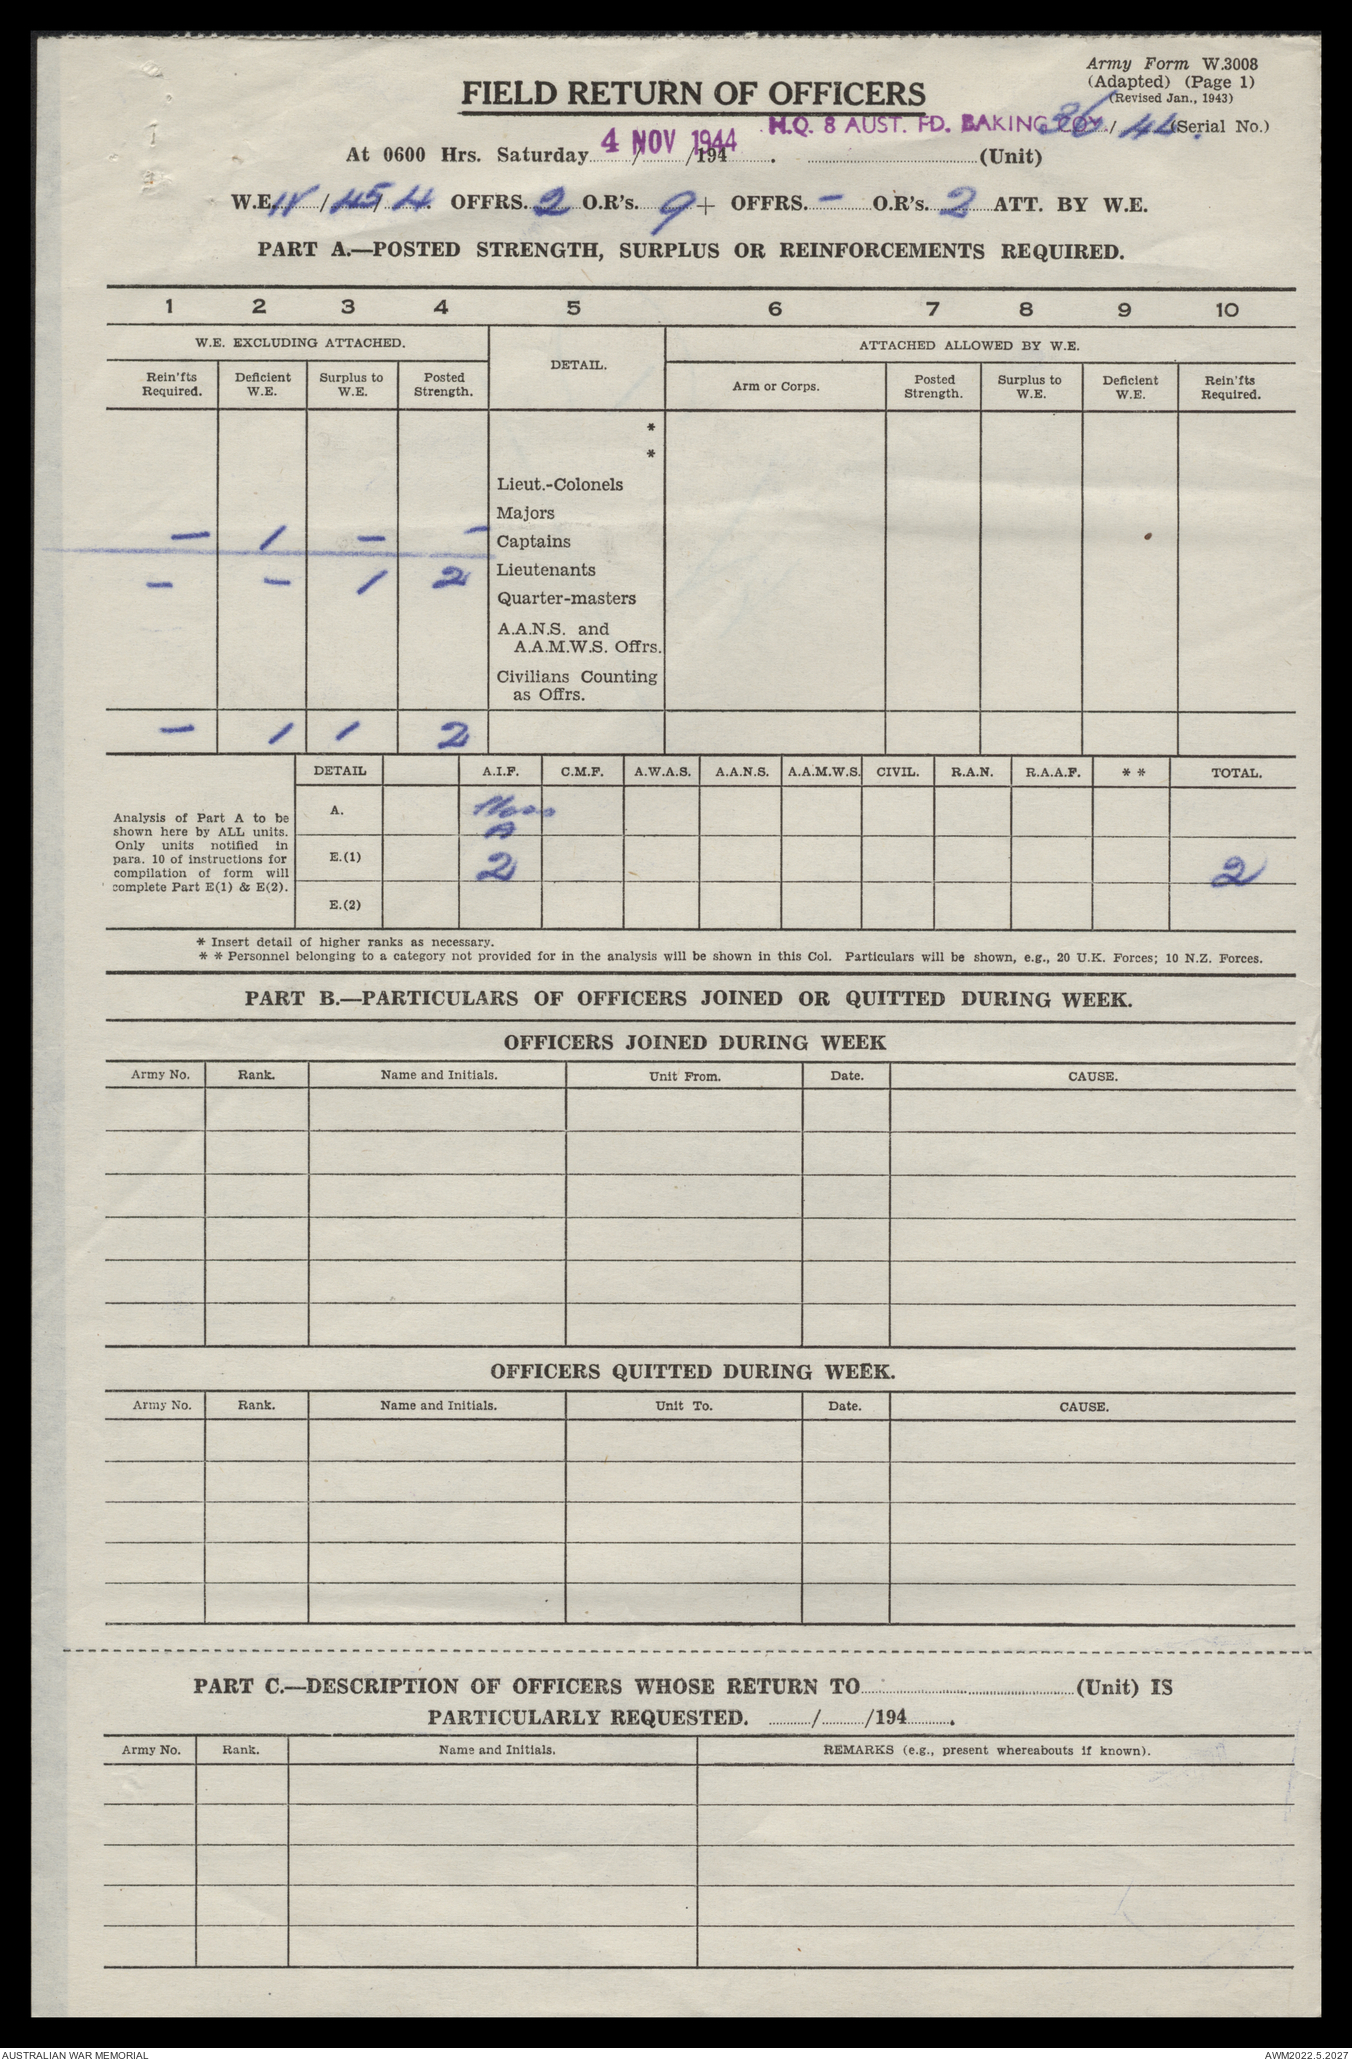 Army Form W.3008
(Adapted) (Page 1)
(Revised Jan., 1943)
FIELD RETURN OF OFFICERS
H.Q. 8 AUST. FD. BAKING COY / 44. (Serial No.)
At 0600 Hrs. Saturday 4 NOV 1944 /194 . (Unit)
W.E. / / 4. OFFRS. 2 O.R's. 9 + OFFRS. – O.R's. 2 ATT. BY W.E.
PART A.—POSTED STRENGTH, SURPLUS OR REINFORCEMENTS REQUIRED.
1 2 3 4 5 6 7 8 9 10
W.E. EXCLUDING ATTACHED. DETAIL. ATTACHED ALLOWED BY W.E.
Rein'fts Required. Deficient W.E. Surplus to W.E. Posted Strength. Arm or Corps. Posted Strength. Surplus to W.E. Deficient W.E. Rein'fts Required.
*
*
Lieut.-Colonels
Majors
– 1 – – Captains
– – 1 2 Lieutenants
Quarter-masters
A.A.N.S. and
A.A.M.W.S. Offrs.
Civilians Counting
as Offrs.
– 1 1 2
DETAIL A.I.F. C.M.F. A.W.A.S. A.A.N.S. A.A.M.W.S. CIVIL. R.A.N. R.A.A.F. * * TOTAL.
Analysis of Part A to be
shown here by ALL units.
Only units notified in
para. 10 of instructions for
compilation of form will
complete Part E(1) & E(2).
A.
E.(1) 2 2
E.(2)
* Insert detail of higher ranks as necessary.
* * Personnel belonging to a category not provided for in the analysis will be shown in this Col. Particulars will be shown, e.g., 20 U.K. Forces; 10 N.Z. Forces.
PART B.—PARTICULARS OF OFFICERS JOINED OR QUITTED DURING WEEK.
OFFICERS JOINED DURING WEEK
Army No. Rank. Name and Initials. Unit From. Date. CAUSE.
OFFICERS QUITTED DURING WEEK.
Army No. Rank. Name and Initials. Unit To. Date. CAUSE.
PART C.—DESCRIPTION OF OFFICERS WHOSE RETURN TO (Unit) IS
PARTICULARLY REQUESTED. / /194 .
Army No. Rank. Name and Initials. REMARKS (e.g., present whereabouts if known).
AUSTRALIAN WAR MEMORIAL AWM2022.5.2027